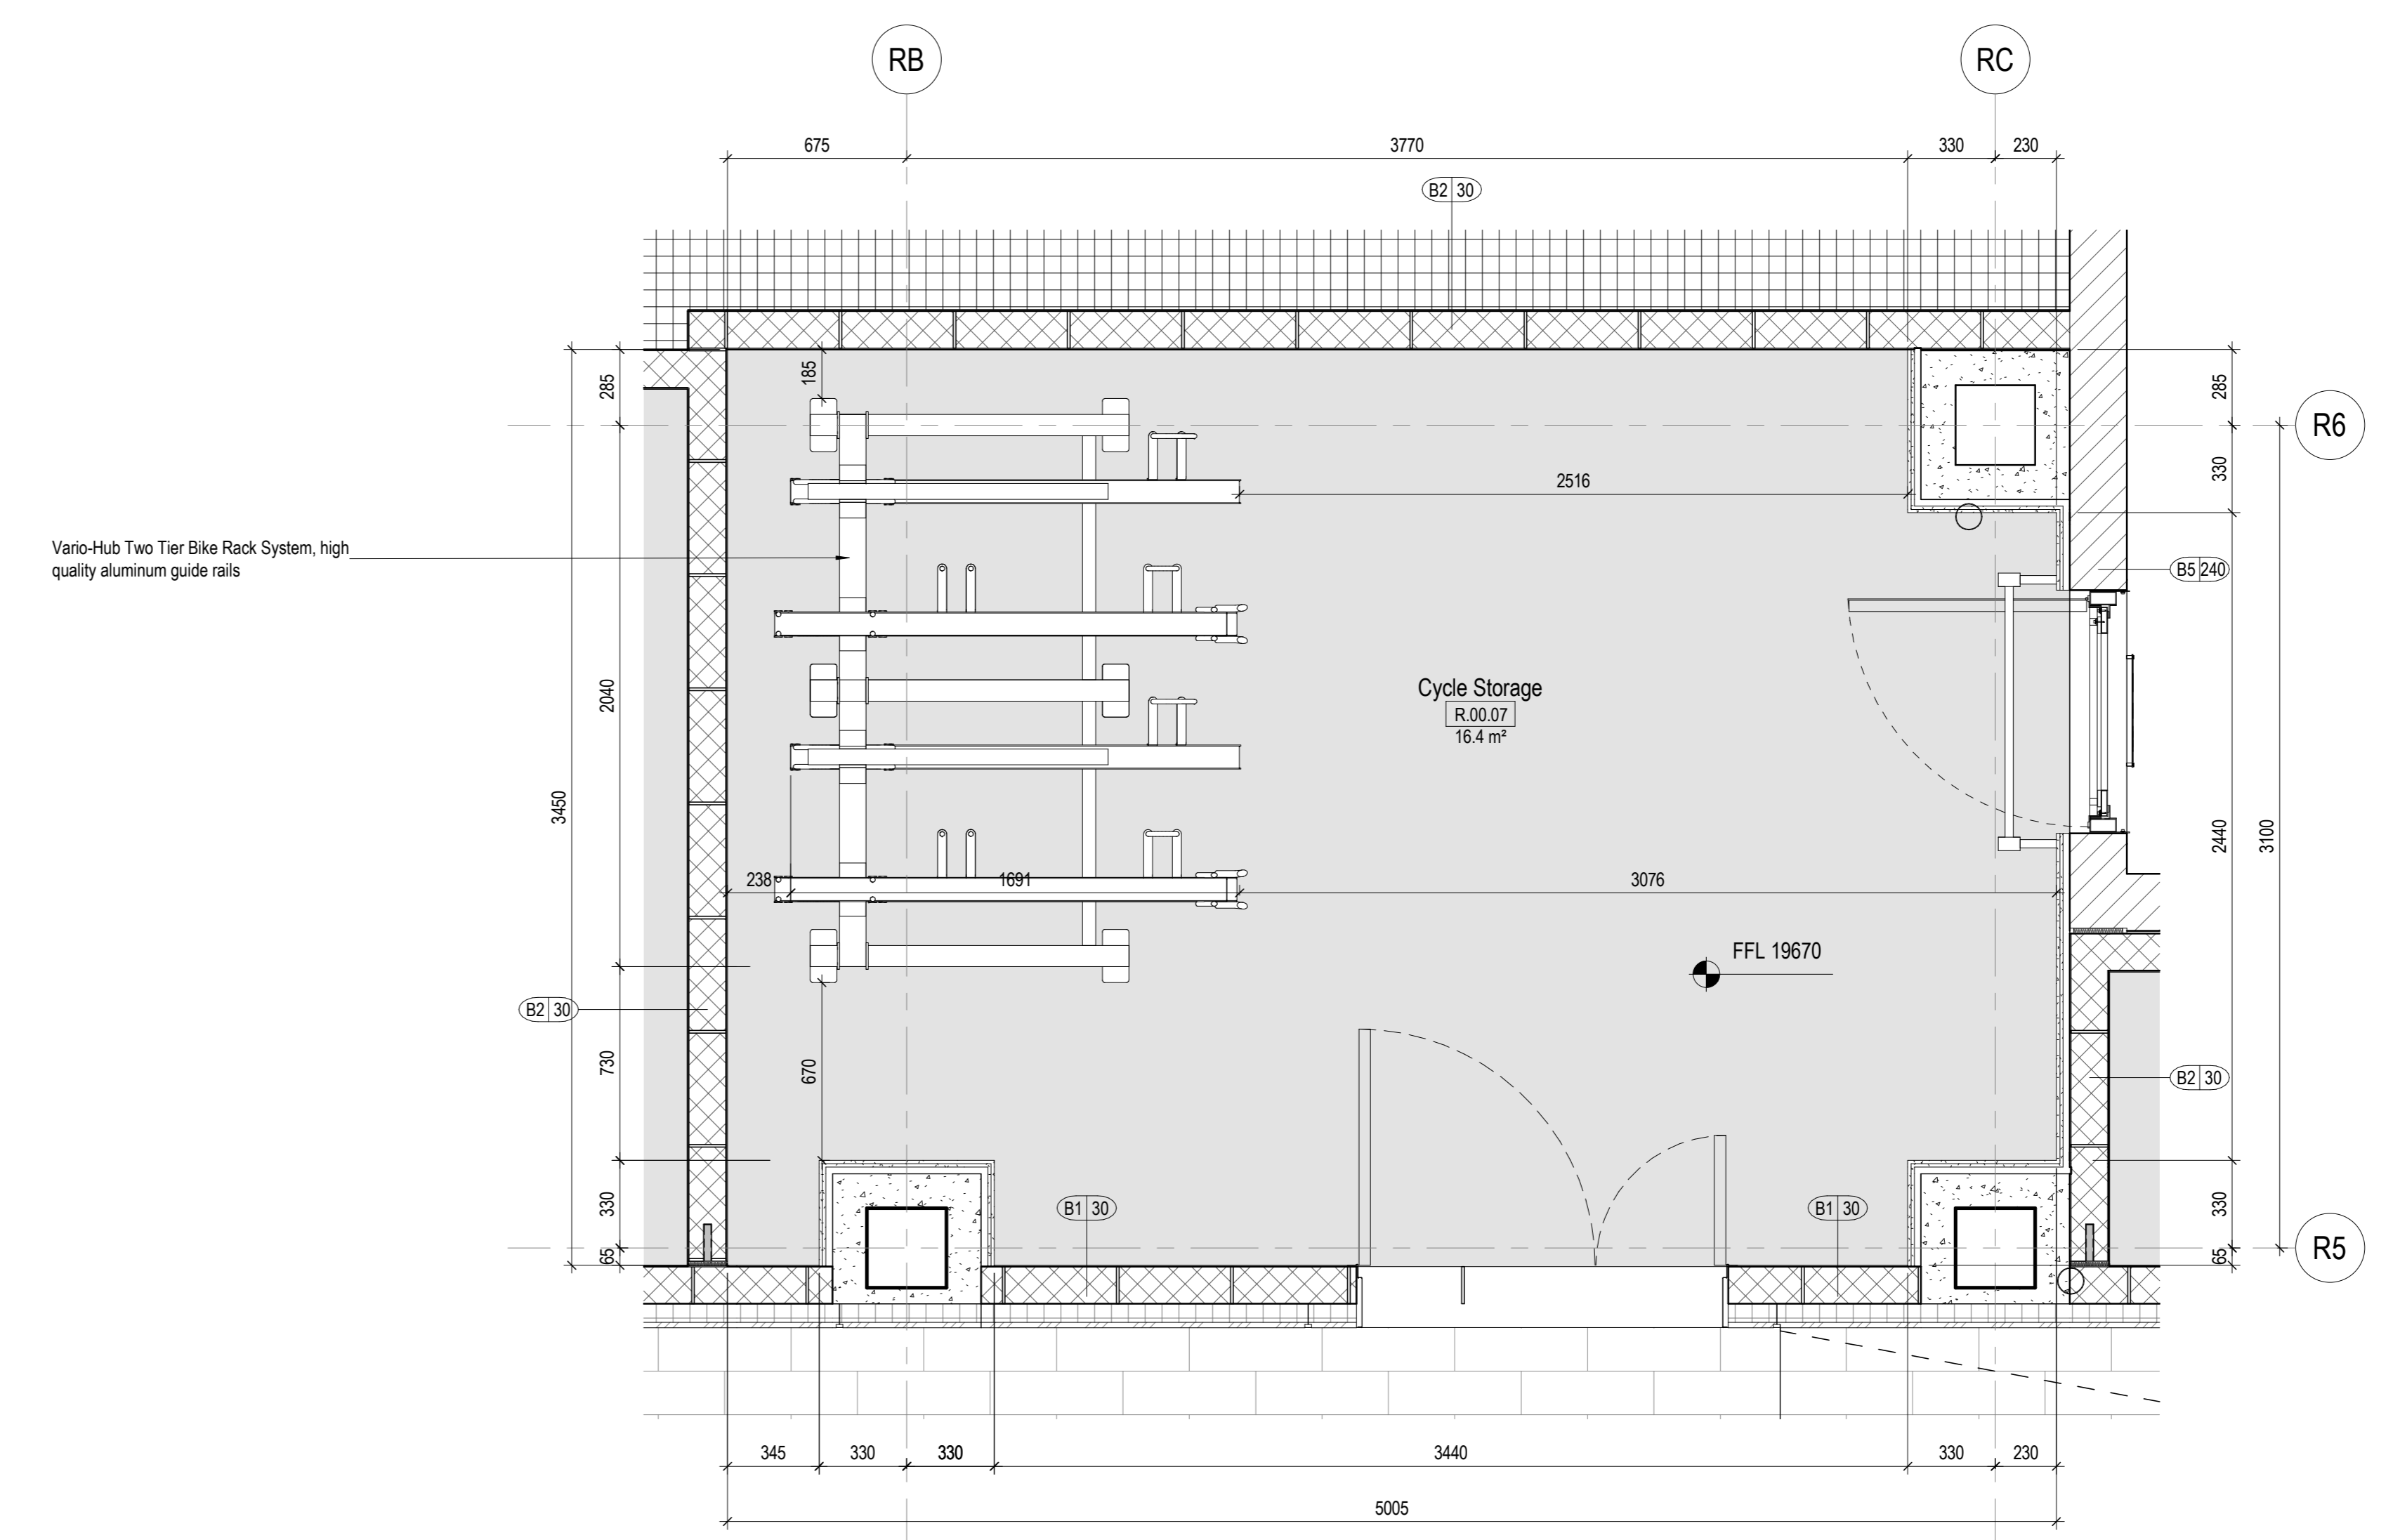 RB
RC
675
3770
330
230
B2 30
285
185
285
R6
2516
330
Vario-Hub Two Tier Bike Rack System, high
quality aluminum guide rails
B5 240
2040
Cycle Storage
R.00.07
16.4 m²
3450
2440
3100
238
1691
3076
FFL 19670
B2 30
730
670
B2 30
330
B1 30
B1 30
330
65
65
R5
345
330
330
3440
330
230
5005